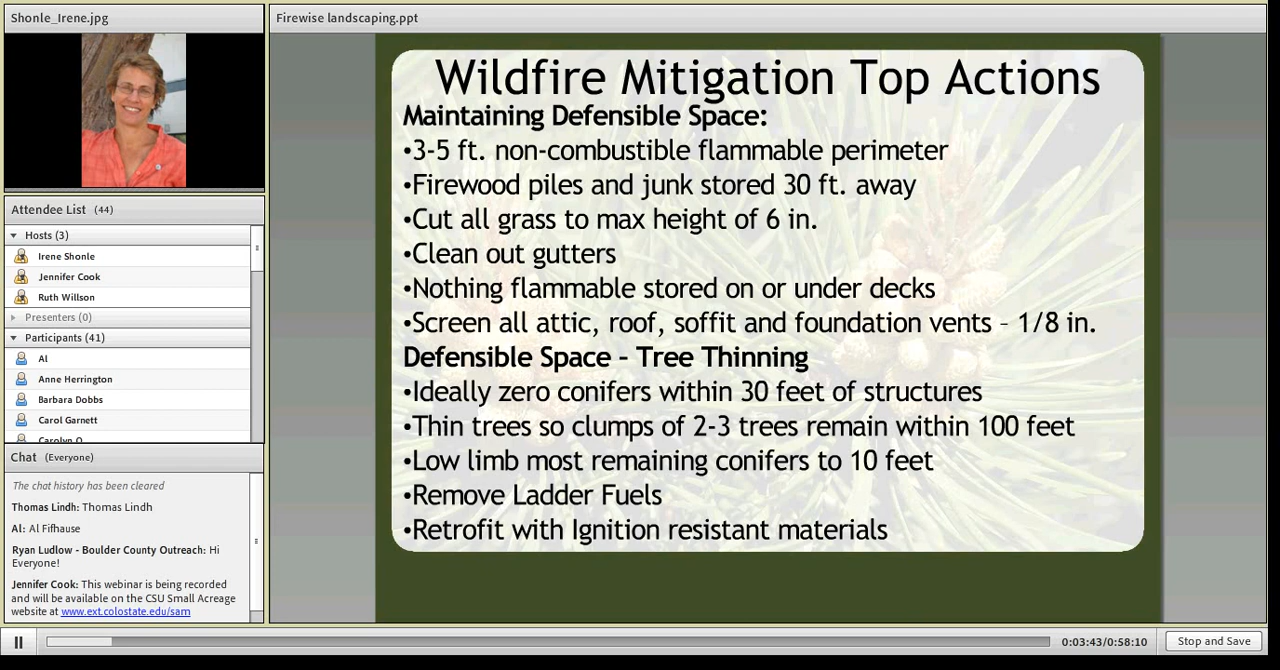 Shonle_Irene.jpg
Attendee List (44)
Hosts (3)
Irene Shonle
Jennifer Cook
Ruth Willson
Presenters (0)
Participants (41)
Al
Anne Herrington
Barbara Dobbs
Carol Garnett
Carolyn O
Chat (Everyone)
The chat history has been cleared
Thomas Lindh: Thomas Lindh
Al: Al Fifhause
Ryan Ludlow - Boulder County Outreach: Hi
Everyone!
Jennifer Cook: This webinar is being recorded
and will be available on the CSU Small Acreage
website at www.ext.colostate.edu/sam
Firewise landscaping.ppt
Wildfire Mitigation Top Actions
Maintaining Defensible Space:
•3-5 ft. non-combustible flammable perimeter
•Firewood piles and junk stored 30 ft. away
•Cut all grass to max height of 6 in.
•Clean out gutters
•Nothing flammable stored on or under decks
•Screen all attic, roof, soffit and foundation vents – 1/8 in.
Defensible Space – Tree Thinning
•Ideally zero conifers within 30 feet of structures
•Thin trees so clumps of 2-3 trees remain within 100 feet
•Low limb most remaining conifers to 10 feet
•Remove Ladder Fuels
•Retrofit with Ignition resistant materials
0:03:43/0:58:10
Stop and Save